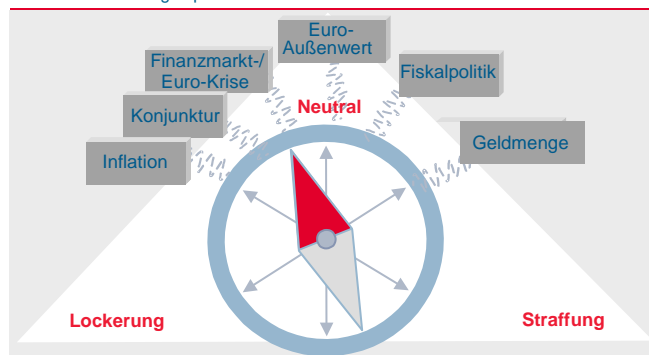 Euro-
Außenwert
Finanzmarkt-/
Euro-Krise
Fiskalpolitik
Konjunktur
Neutral
Geldmenge
Inflation
Lockerung
Straffung